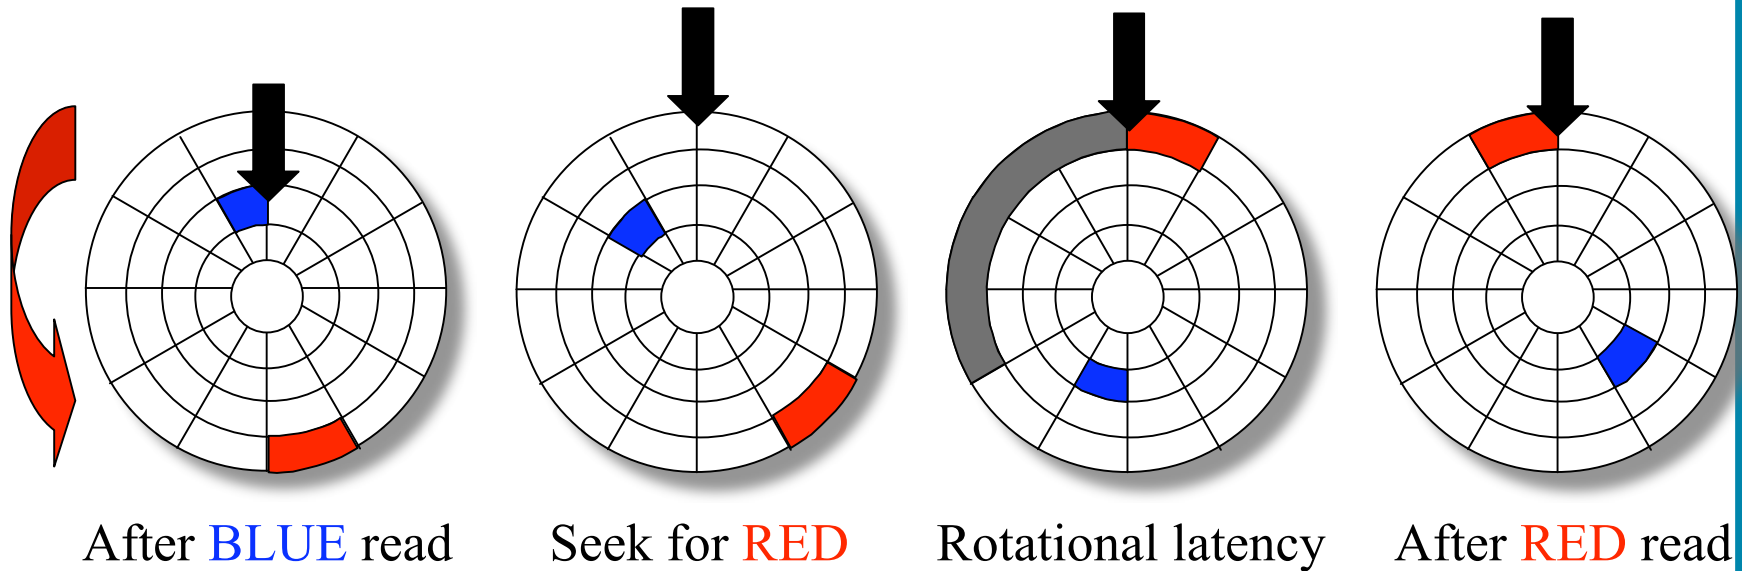 After BLUE read
Seek for RED
Rotational latency
After RED read